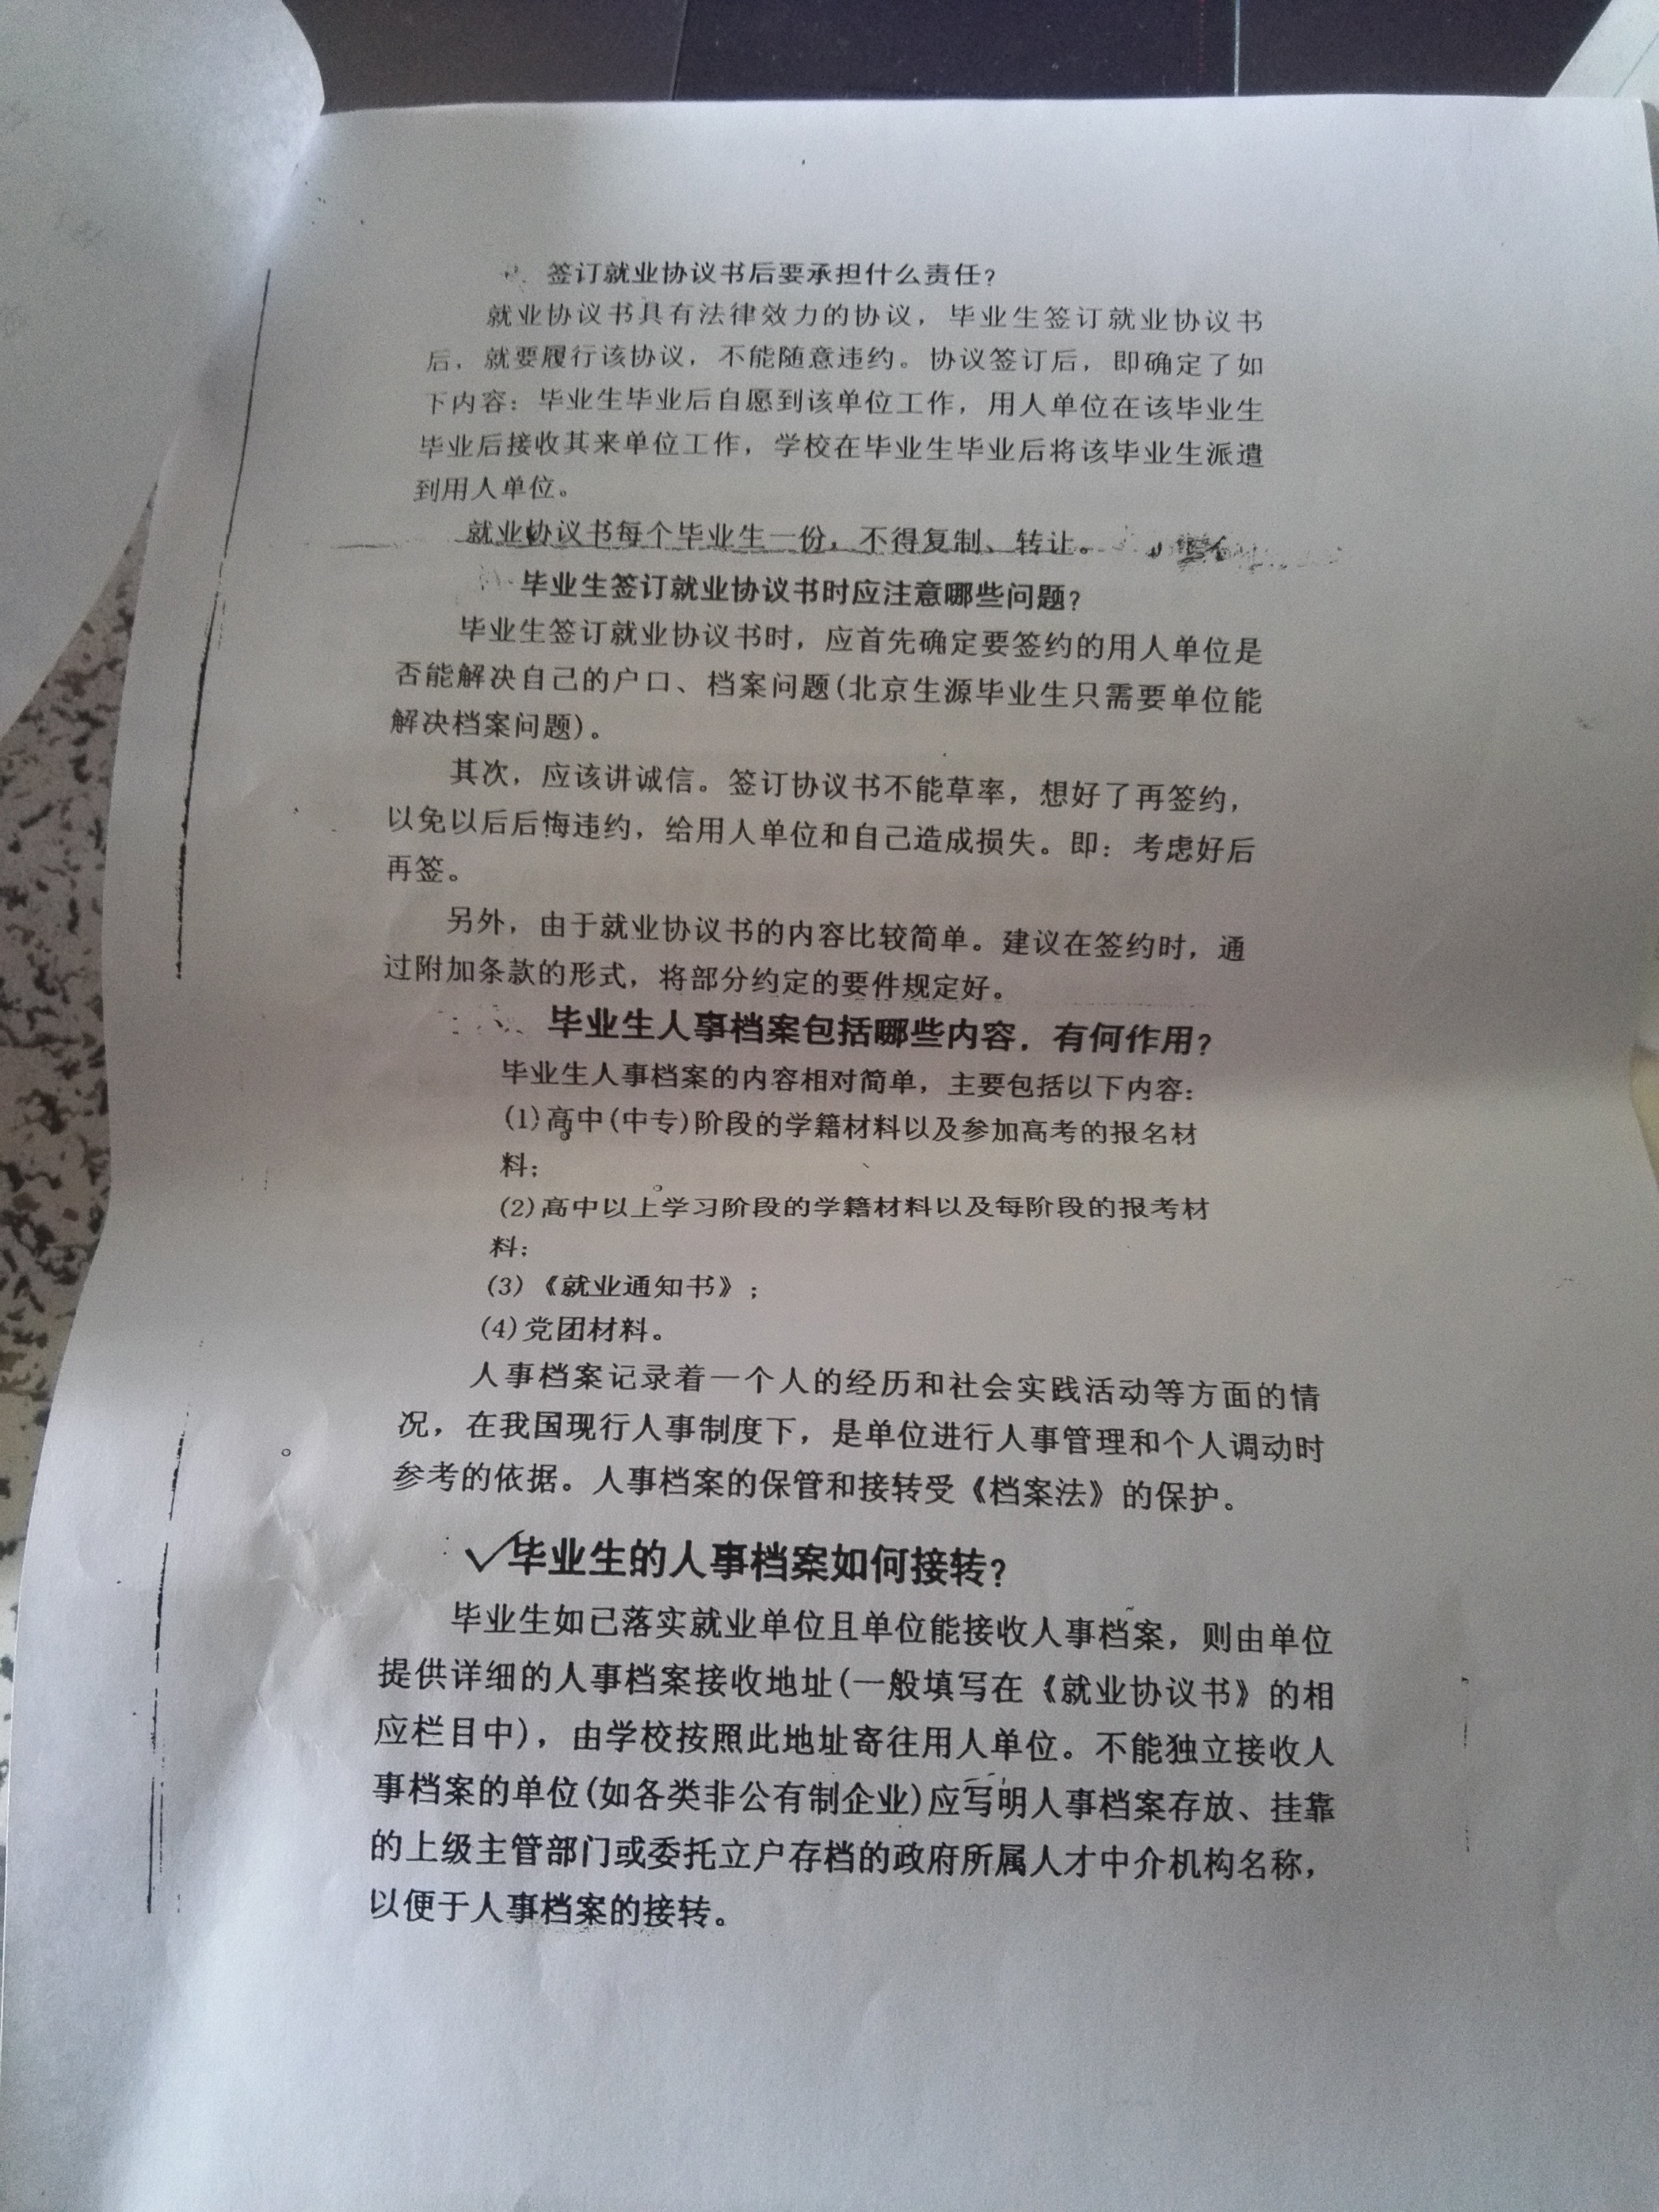 签订就业协议书后要承担什么责任?
就业协议书具有法律效力的协议，毕业生签订就业协议书
后，就要履行该协议，不能随意违约。协议签订后，即确定了如
下内容：毕业生毕业后自愿到该单位工作，用人单位在该毕业生
毕业后接收其来单位工作，学校在毕业生毕业后将该毕业生派遣
到用人单位。
就业协议书每个毕业生一份，不得复制、转让。
毕业生签订就业协议书时应注意哪些问题?
毕业生签订就业协议书时，应首先确定要签约的用人单位是
否能解决自己的户口、档案问题(北京生源毕业生只需要单位能
解决档案问题)。
其次，应该讲诚信。签订协议书不能草率，想好了再签约，
以免以后后悔违约，给用人单位和自己造成损失。即：考虑好后
再签。
另外，由于就业协议书的内容比较简单。建议在签约时，通
过附加条款的形式，将部分约定的要件规定好。
毕业生人事档案包括哪些内容，有何作用?
毕业生人事档案的内容相对简单，主要包括以下内容：
(1)高中(中专)阶段的学籍材料以及参加高考的报名材
料；
(2)高中以上学习阶段的学籍材料以及每阶段的报考材
料；
(3)《就业通知书》；
(4)党团材料。
人事档案记录着一个人的经历和社会实践活动等方面的情
况，在我国现行人事制度下，是单位进行人事管理和个人调动时
参考的依据。人事档案的保管和接转受《档案法》的保护。
✓毕业生的人事档案如何接转?
毕业生如已落实就业单位且单位能接收人事档案，则由单位
提供详细的人事档案接收地址(一般填写在《就业协议书》的相
应栏目中)，由学校按照此地址寄往用人单位。不能独立接收人
事档案的单位(如各类非公有制企业)应写明人事档案存放、挂靠
的上级主管部门或委托立户存档的政府所属人才中介机构名称，
以便于人事档案的接转。